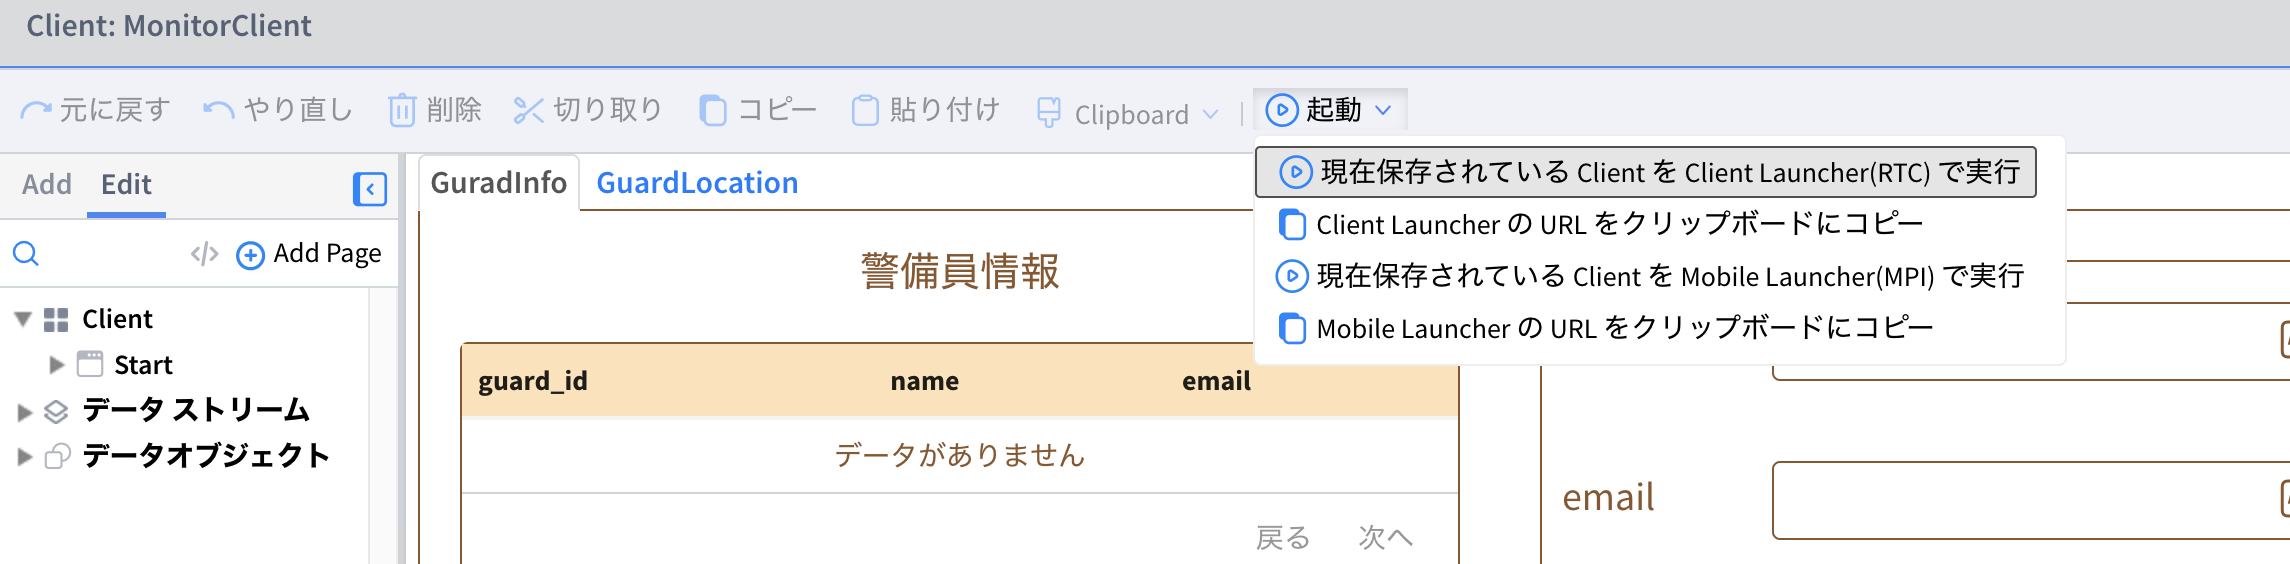 Client: MonitorClient
元に戻す やり直し 削除 切り取り コピー 貼り付け Clipboard 起動
現在保存されている Client を Client Launcher(RTC) で実行
Client Launcher の URL をクリップボードにコピー
現在保存されている Client を Mobile Launcher(MPI) で実行
Mobile Launcher の URL をクリップボードにコピー
Add Edit
Add Page
Client
Start
データ ストリーム
データオブジェクト
GuradInfo GuardLocation
警備員情報
guard_id name email
データがありません
戻る 次へ
email